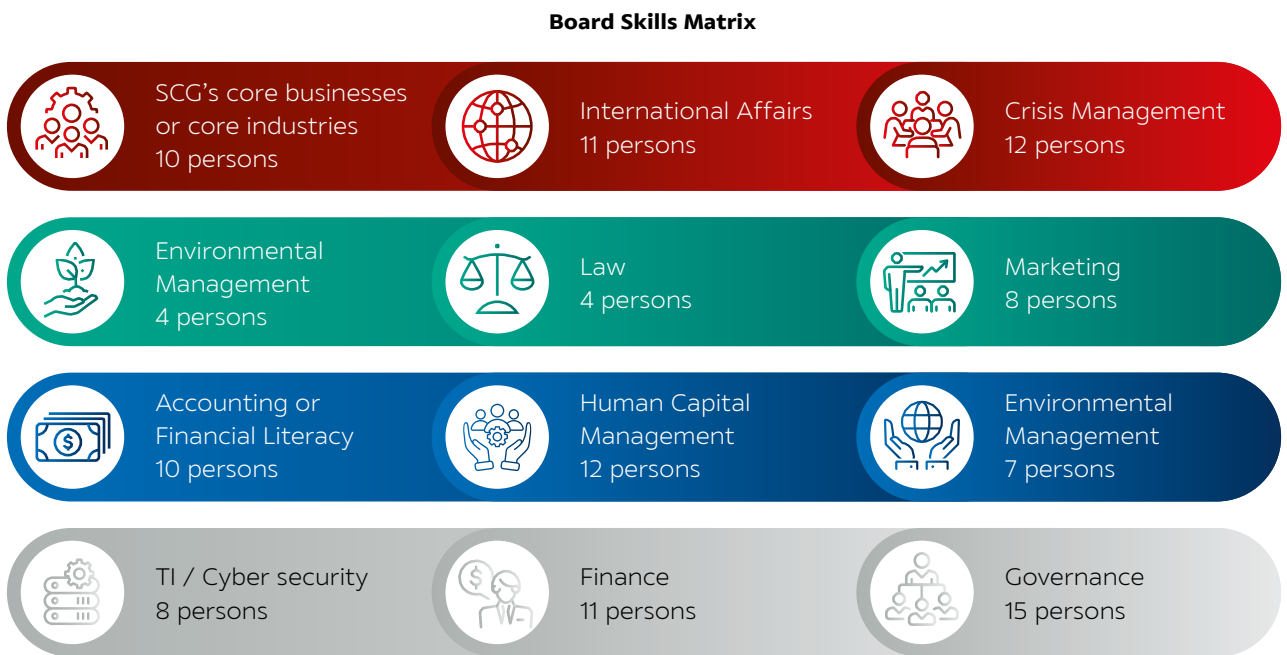 Board Skills Matrix
SCG's core businesses
or core industries
10 persons
International Affairs
11 persons
Crisis Management
12 persons
Environmental
Management
4 persons
Law
4 persons
Marketing
8 persons
Accounting or
Financial Literacy
10 persons
Human Capital
Management
12 persons
Environmental
Management
7 persons
TI / Cyber security
8 persons
Finance
11 persons
Governance
15 persons